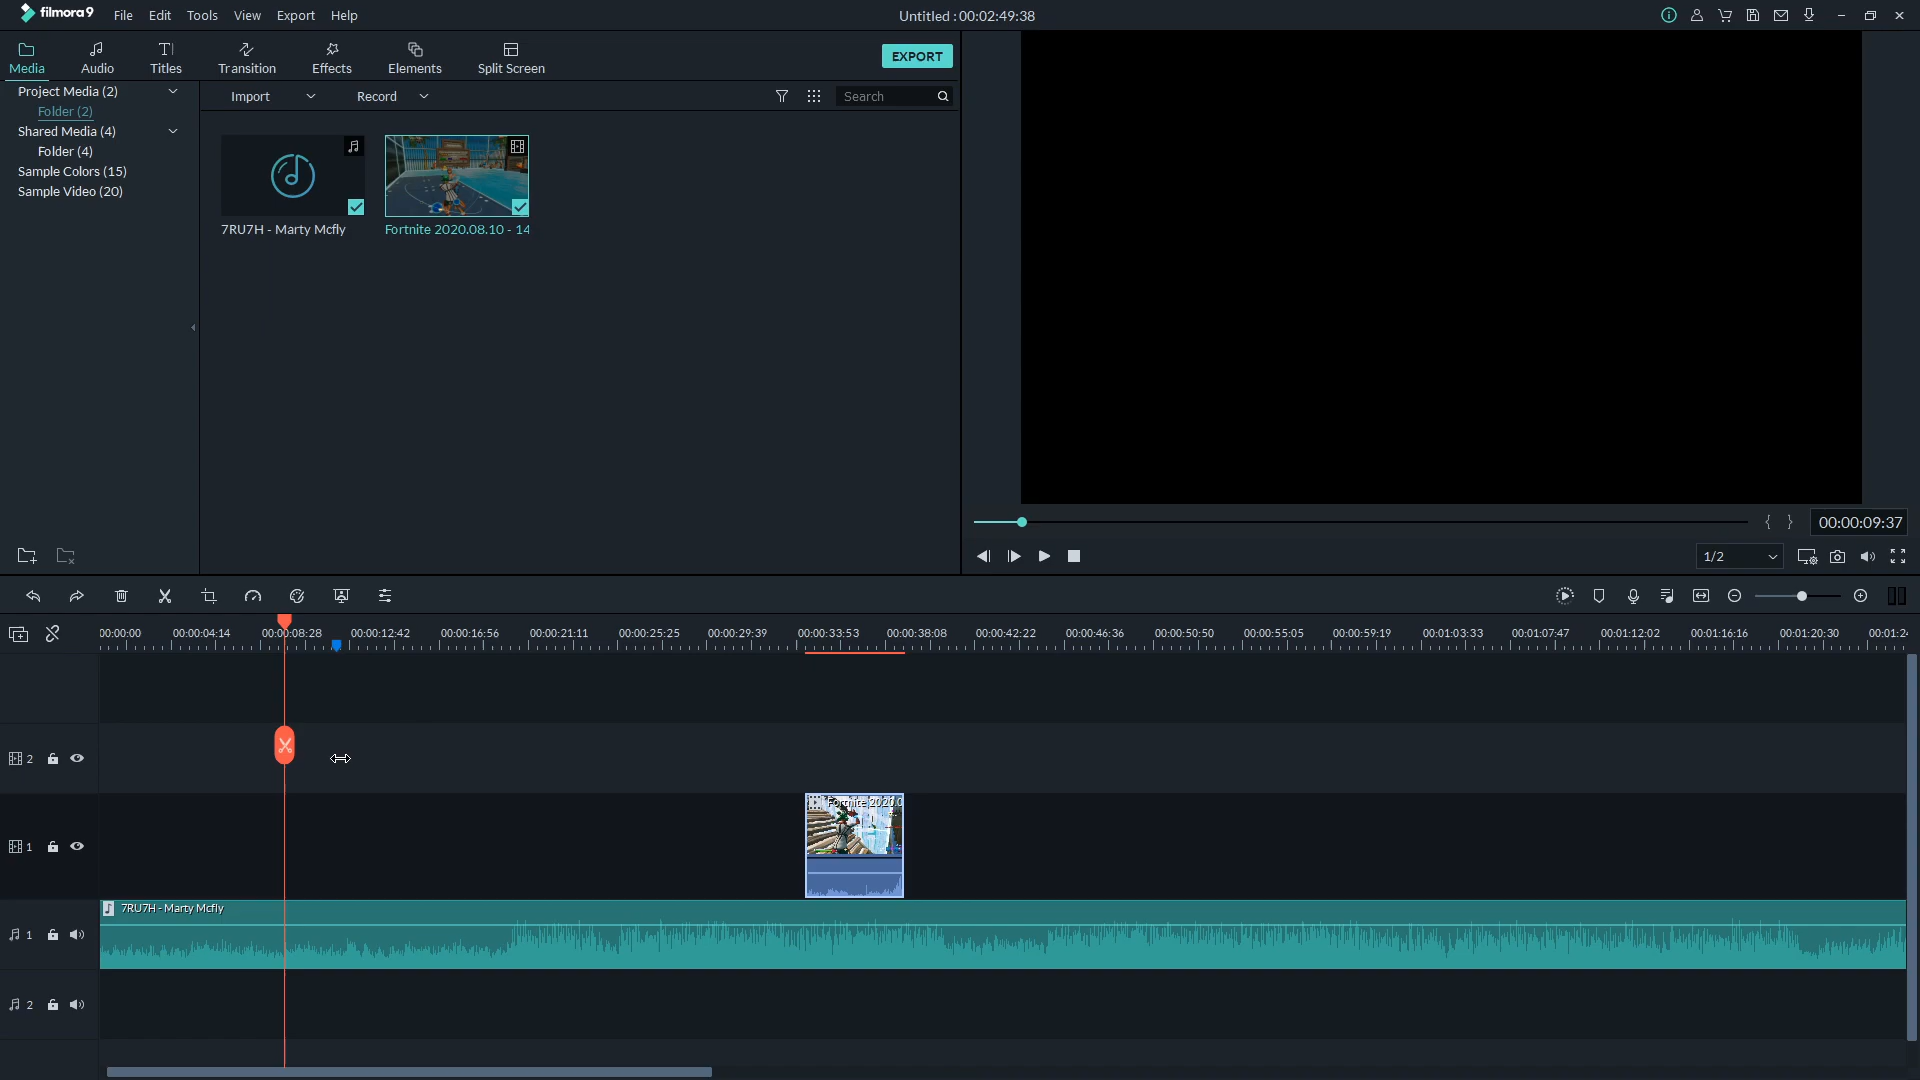 filmora9 File Edit Tools View Export Help Untitled : 00:02:49:38
Media Audio Titles Transition Effects Elements Split Screen EXPORT
Project Media (2)
Folder (2)
Shared Media (4)
Folder (4)
Sample Colors (15)
Sample Video (20)
Import Record Search
7RU7H - Marty Mcfly Fortnite 2020.08.10 - 14
00:00:09:37
1/2
00:00:00 00:00:04:14 00:00:08:28 00:00:12:42 00:00:16:56 00:00:21:11 00:00:25:25 00:00:29:39 00:00:33:53 00:00:38:08 00:00:42:22 00:00:46:36 00:00:50:50 00:00:55:05 00:00:59:19 00:01:03:33 00:01:07:47 00:01:12:02 00:01:16:16 00:01:20:30 00:01:24
2
Fortnite 2020.0
1
7RU7H - Marty Mcfly
1
2